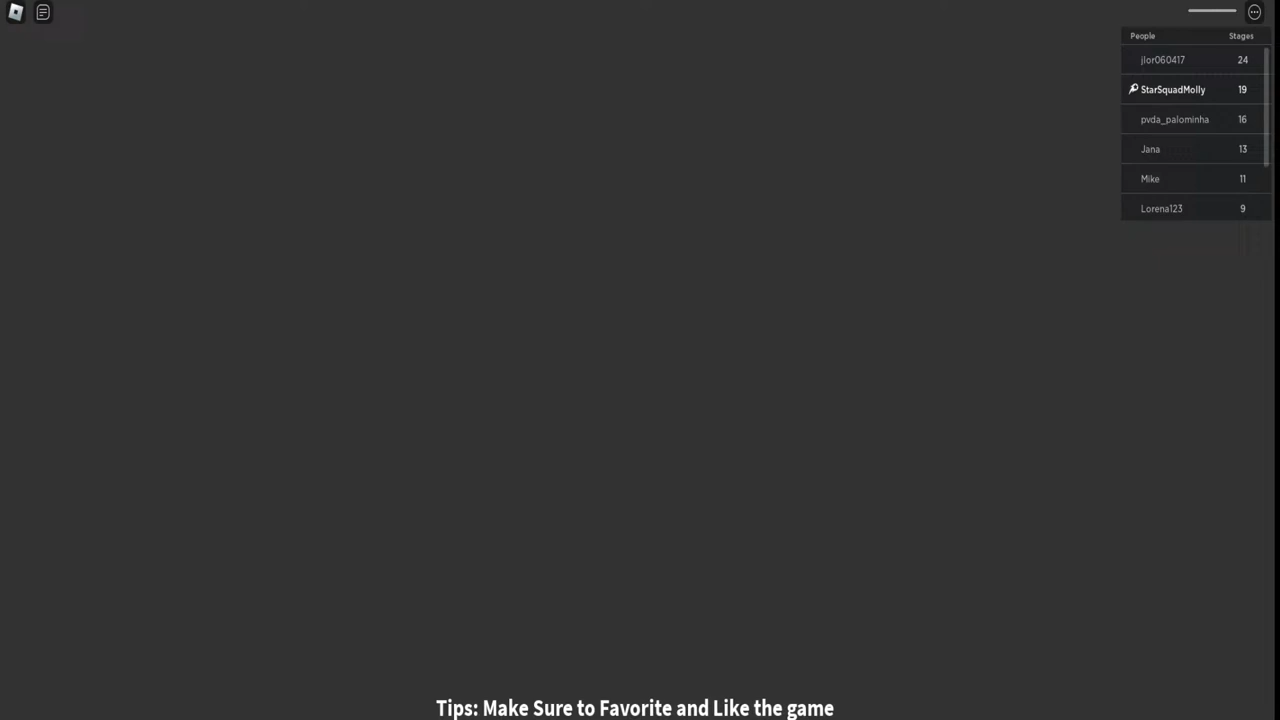 People Stages
jlor060417 24
StarSquadMolly 19
pvda_palominha 16
Jana 13
Mike 11
Lorena123 9
Tips: Make Sure to Favorite and Like the game